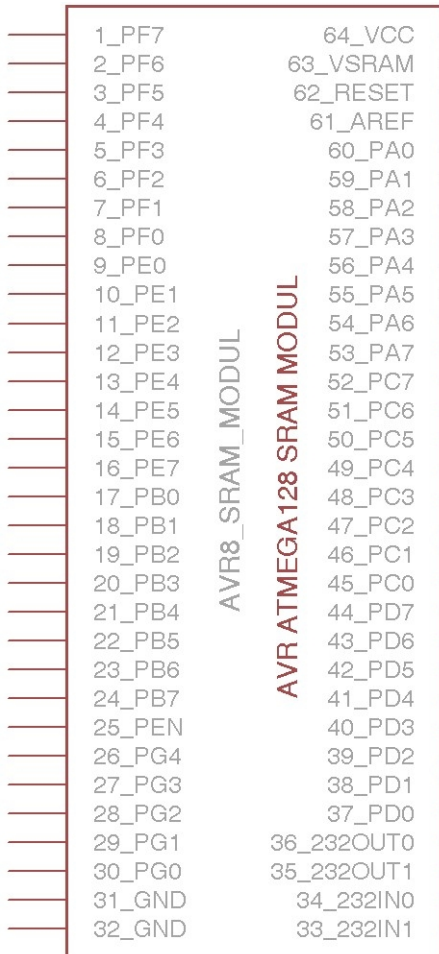 1_PF7 64_VCC
2_PF6 63_VSRAM
3_PF5 62_RESET
4_PF4 61_AREF
5_PF3 60_PA0
6_PF2 59_PA1
7_PF1 58_PA2
8_PF0 57_PA3
9_PE0 56_PA4
10_PE1 55_PA5
11_PE2 54_PA6
12_PE3 53_PA7
13_PE4 52_PC7
14_PE5 51_PC6
15_PE6 50_PC5
16_PE7 49_PC4
17_PB0 48_PC3
18_PB1 47_PC2
19_PB2 46_PC1
20_PB3 45_PC0
21_PB4 44_PD7
22_PB5 43_PD6
23_PB6 42_PD5
24_PB7 41_PD4
25_PEN 40_PD3
26_PG4 39_PD2
27_PG3 38_PD1
28_PG2 37_PD0
29_PG1 36_232OUT0
30_PG0 35_232OUT1
31_GND 34_232IN0
32_GND 33_232IN1
AVR8_SRAM_MODUL
AVR ATMEGA128 SRAM MODUL